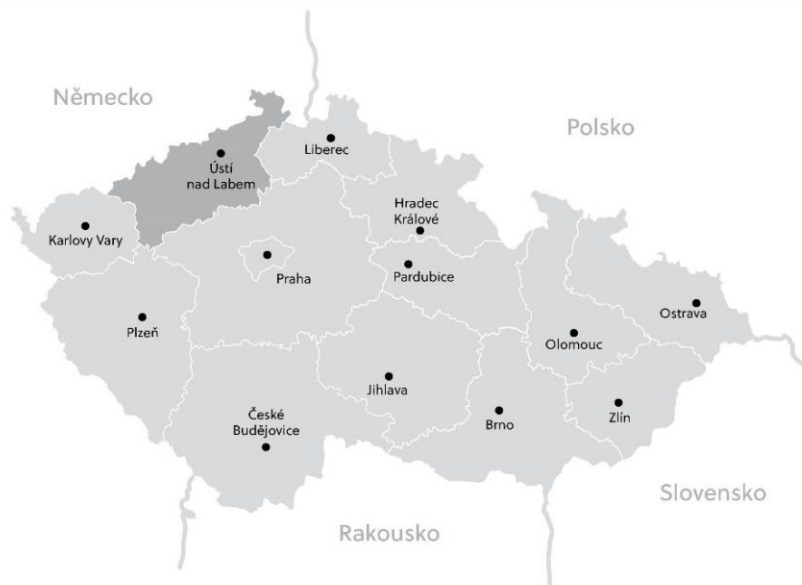 Německo
Polsko
Ústí
nad Labem
Liberec
Hradec
Králové
Karlovy Vary
Praha
Pardubice
Plzeň
Ostrava
Olomouc
Jihlava
České
Budějovice
Brno
Zlín
Slovensko
Rakousko